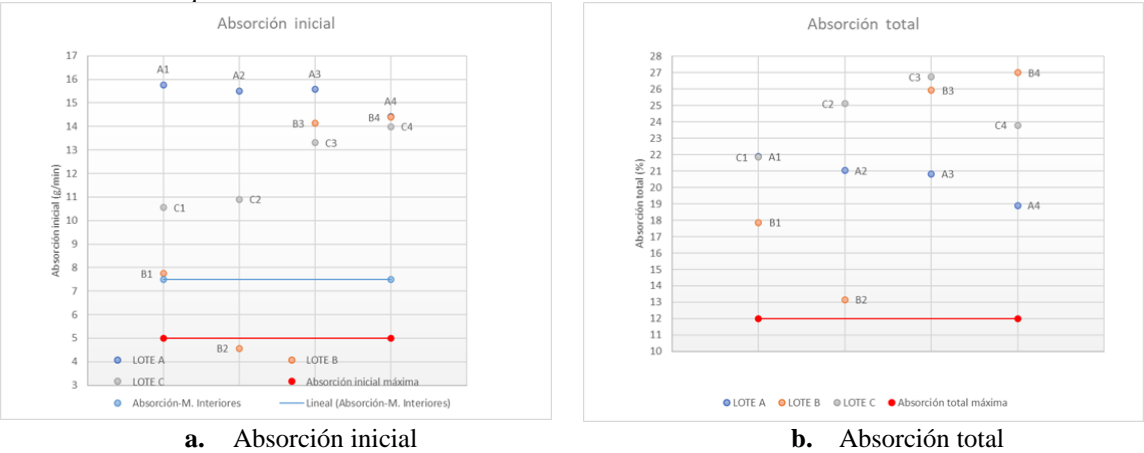 Absorción inicial
17
16
15
14
13
12
11
10
9
8
7
6
5
4
3
Absorción inicial (g/min)
A1
A2
A3
A4
B3
B4
C3
C4
C1
C2
B1
B2
LOTE A
LOTE B
LOTE C
Absorción inicial máxima
Absorción-M. Interiores
Lineal (Absorción-M. Interiores)
a. Absorción inicial
Absorción total
28
27
26
25
24
23
22
21
20
19
18
17
16
15
14
13
12
11
10
Absorción total (%)
C3
B4
B3
C2
C4
C1
A1
A2
A3
A4
B1
B2
LOTE A LOTE B LOTE C Absorción total máxima
b. Absorción total